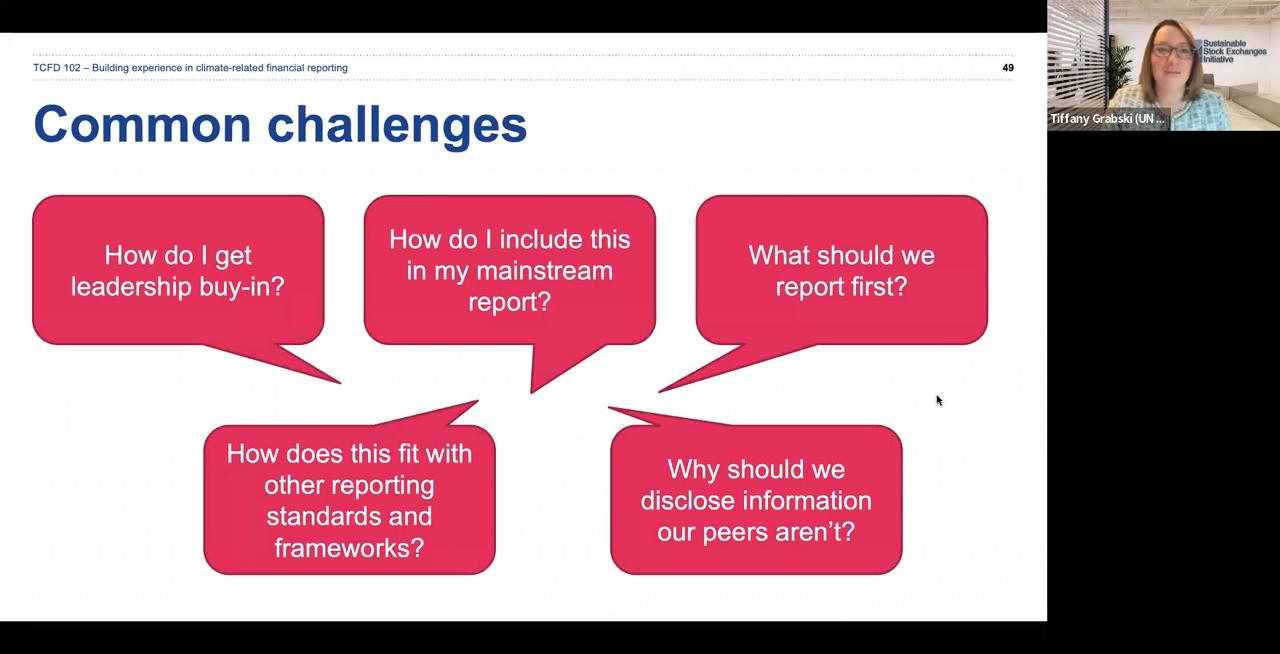 TCFD 102 – Building experience in climate-related financial reporting
49
Common challenges
How do I get
leadership buy-in?
How do I include this
in my mainstream
report?
What should we
report first?
How does this fit with
other reporting
standards and
frameworks?
Why should we
disclose information
our peers aren’t?
Sustainable
Stock Exchanges
Initiative
Tiffany Grabski (UN ...